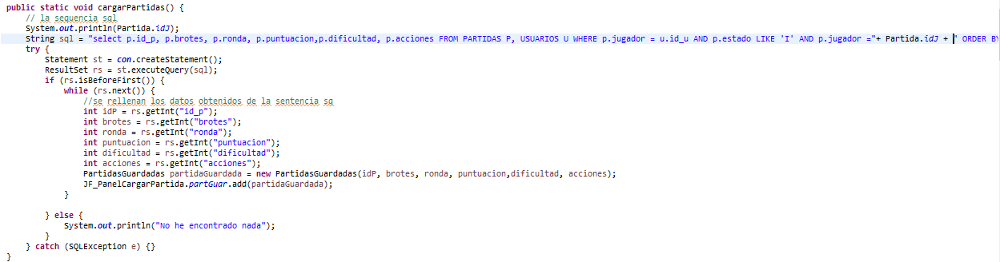 public static void cargarPartidas() {
// la sequencia sql
System.out.println(Partida.idJ);
String sql = "select p.id_p, p.brotes, p.ronda, p.puntuacion,p.dificultad, p.acciones FROM PARTIDAS P, USUARIOS U WHERE p.jugador = u.id_u AND p.estado LIKE 'I' AND p.jugador ="+ Partida.idJ + " ORDER BY
try {
Statement st = con.createStatement();
ResultSet rs = st.executeQuery(sql);
if (rs.isBeforeFirst()) {
while (rs.next()) {
//se rellenan los datos obtenidos de la sentencia sq
int idP = rs.getInt("id_p");
int brotes = rs.getInt("brotes");
int ronda = rs.getInt("ronda");
int puntuacion = rs.getInt("puntuacion");
int dificultad = rs.getInt("dificultad");
int acciones = rs.getInt("acciones");
PartidasGuardadas partidaGuardada = new PartidasGuardadas(idP, brotes, ronda, puntuacion,dificultad, acciones);
JF_PanelCargarPartida.partGuar.add(partidaGuardada);
}
} else {
System.out.println("No he encontrado nada");
}
} catch (SQLException e) {}
}